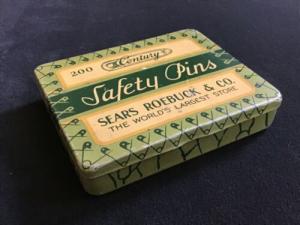 200
Century
Safety Pins
SEARS ROEBUCK & CO.
THE WORLD'S LARGEST STORE